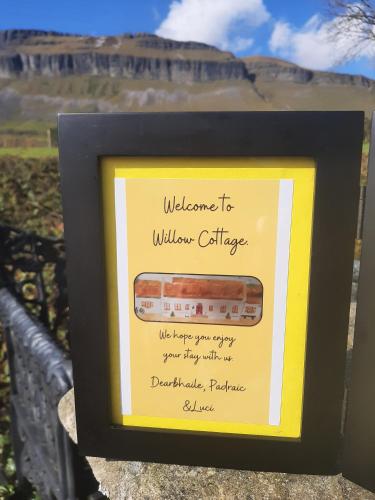 Welcome to
Willow Cottage.
We hope you enjoy
your stay with us.
Dearbhaile, Padraic
& Luci.